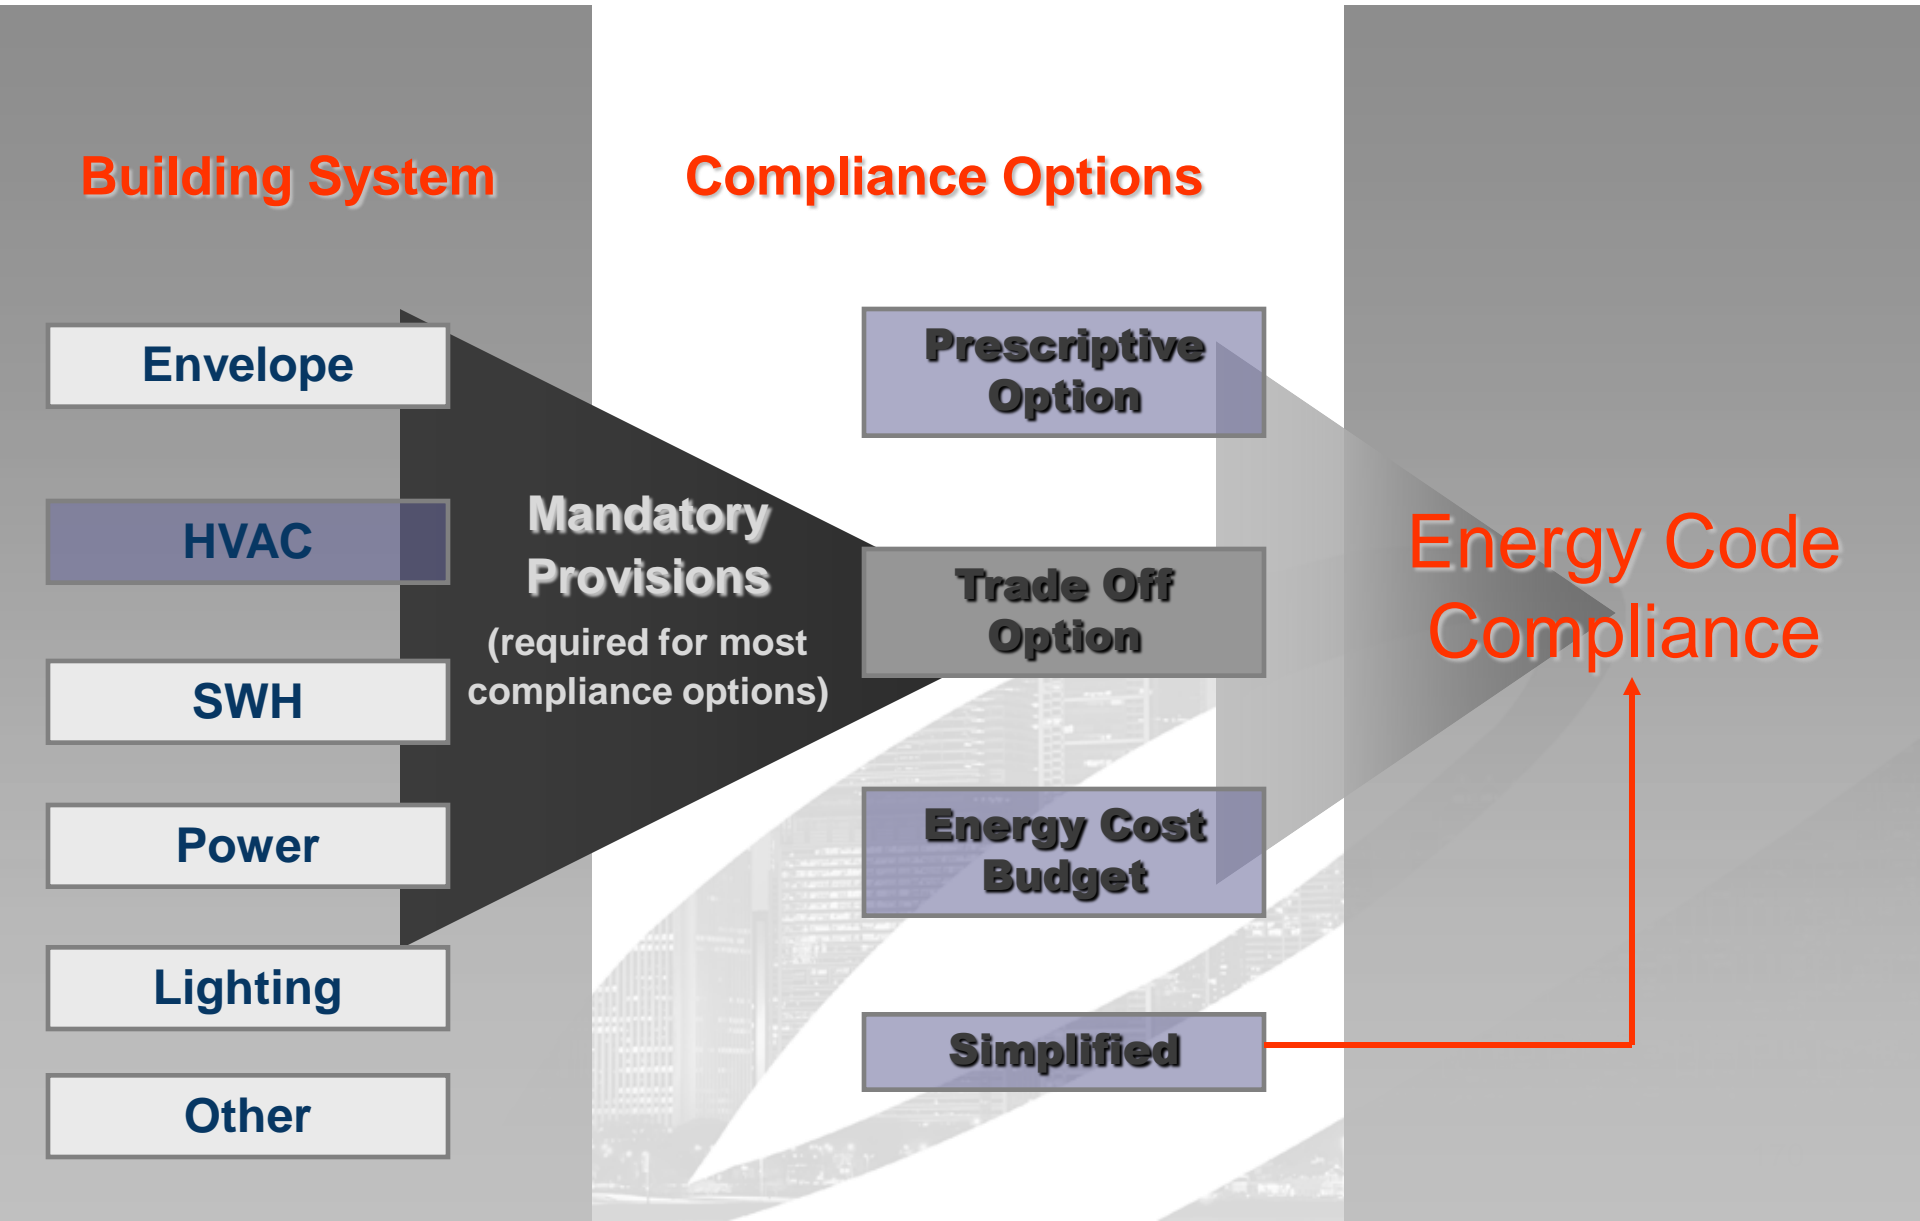 Building System
Compliance Options
Envelope
HVAC
SWH
Power
Lighting
Other
Mandatory
Provisions
(required for most
compliance options)
Prescriptive
Option
Trade Off
Option
Energy Cost
Budget
Simplified
Energy Code
Compliance